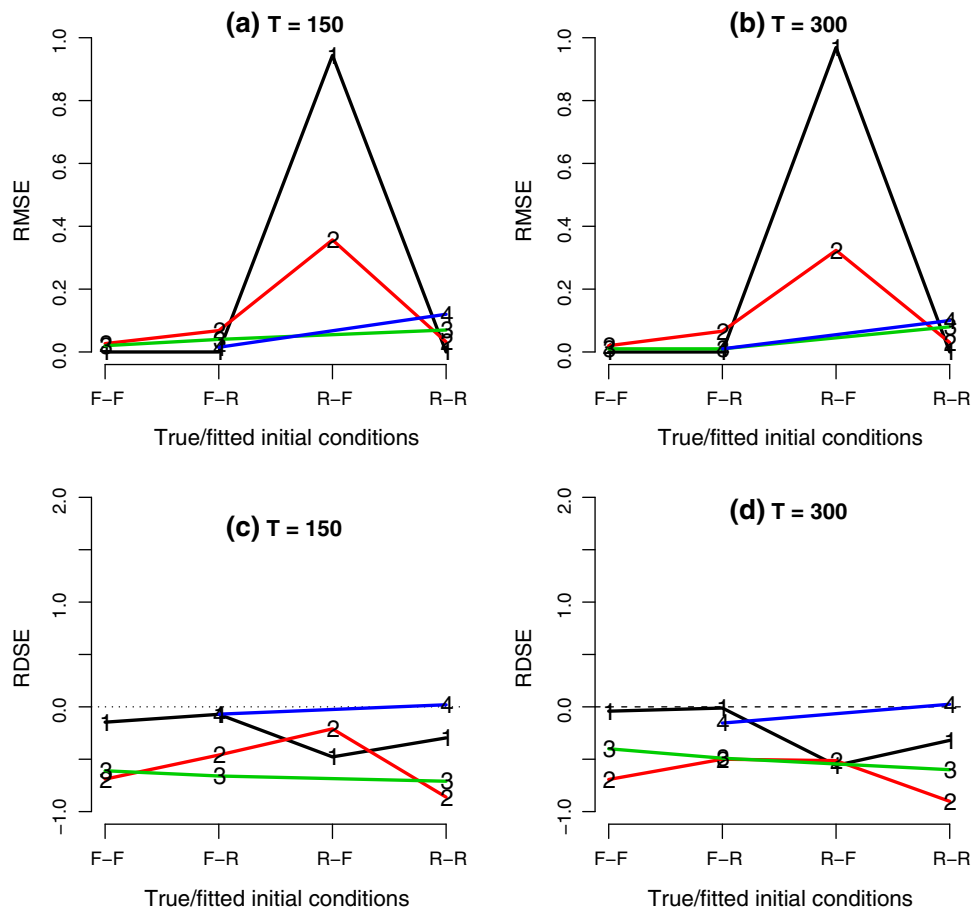 (a) T = 150
RMSE
1.0
0.8
0.6
0.4
0.2
0.0
F−F F−R R−F R−R
True/fitted initial conditions
(b) T = 300
RMSE
1.0
0.8
0.6
0.4
0.2
0.0
F−F F−R R−F R−R
True/fitted initial conditions
(c) T = 150
RDSE
2.0
1.0
0.0
−1.0
F−F F−R R−F R−R
True/fitted initial conditions
(d) T = 300
RDSE
2.0
1.0
0.0
−1.0
F−F F−R R−F R−R
True/fitted initial conditions